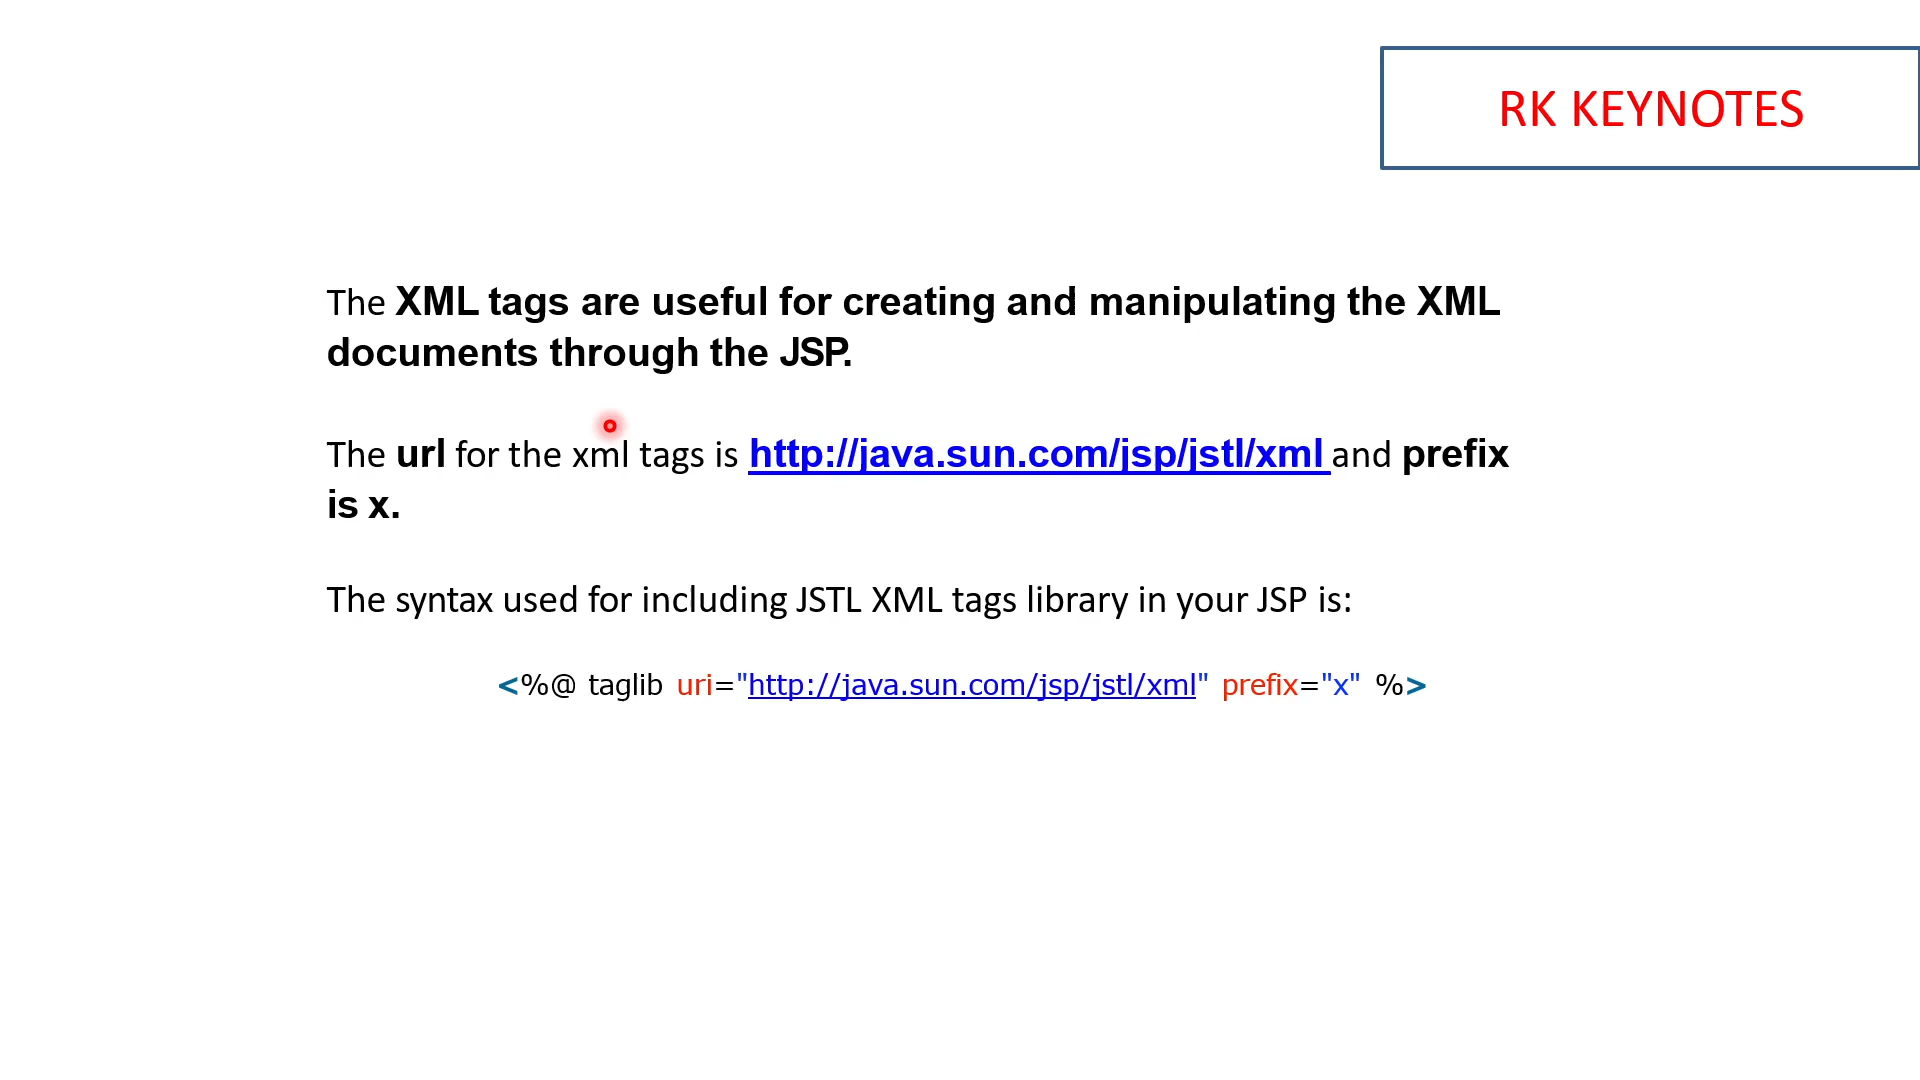 RK KEYNOTES
The XML tags are useful for creating and manipulating the XML
documents through the JSP.
The url for the xml tags is http://java.sun.com/jsp/jstl/xml and prefix
is x.
The syntax used for including JSTL XML tags library in your JSP is:
<%@ taglib uri="http://java.sun.com/jsp/jstl/xml" prefix="x" %>